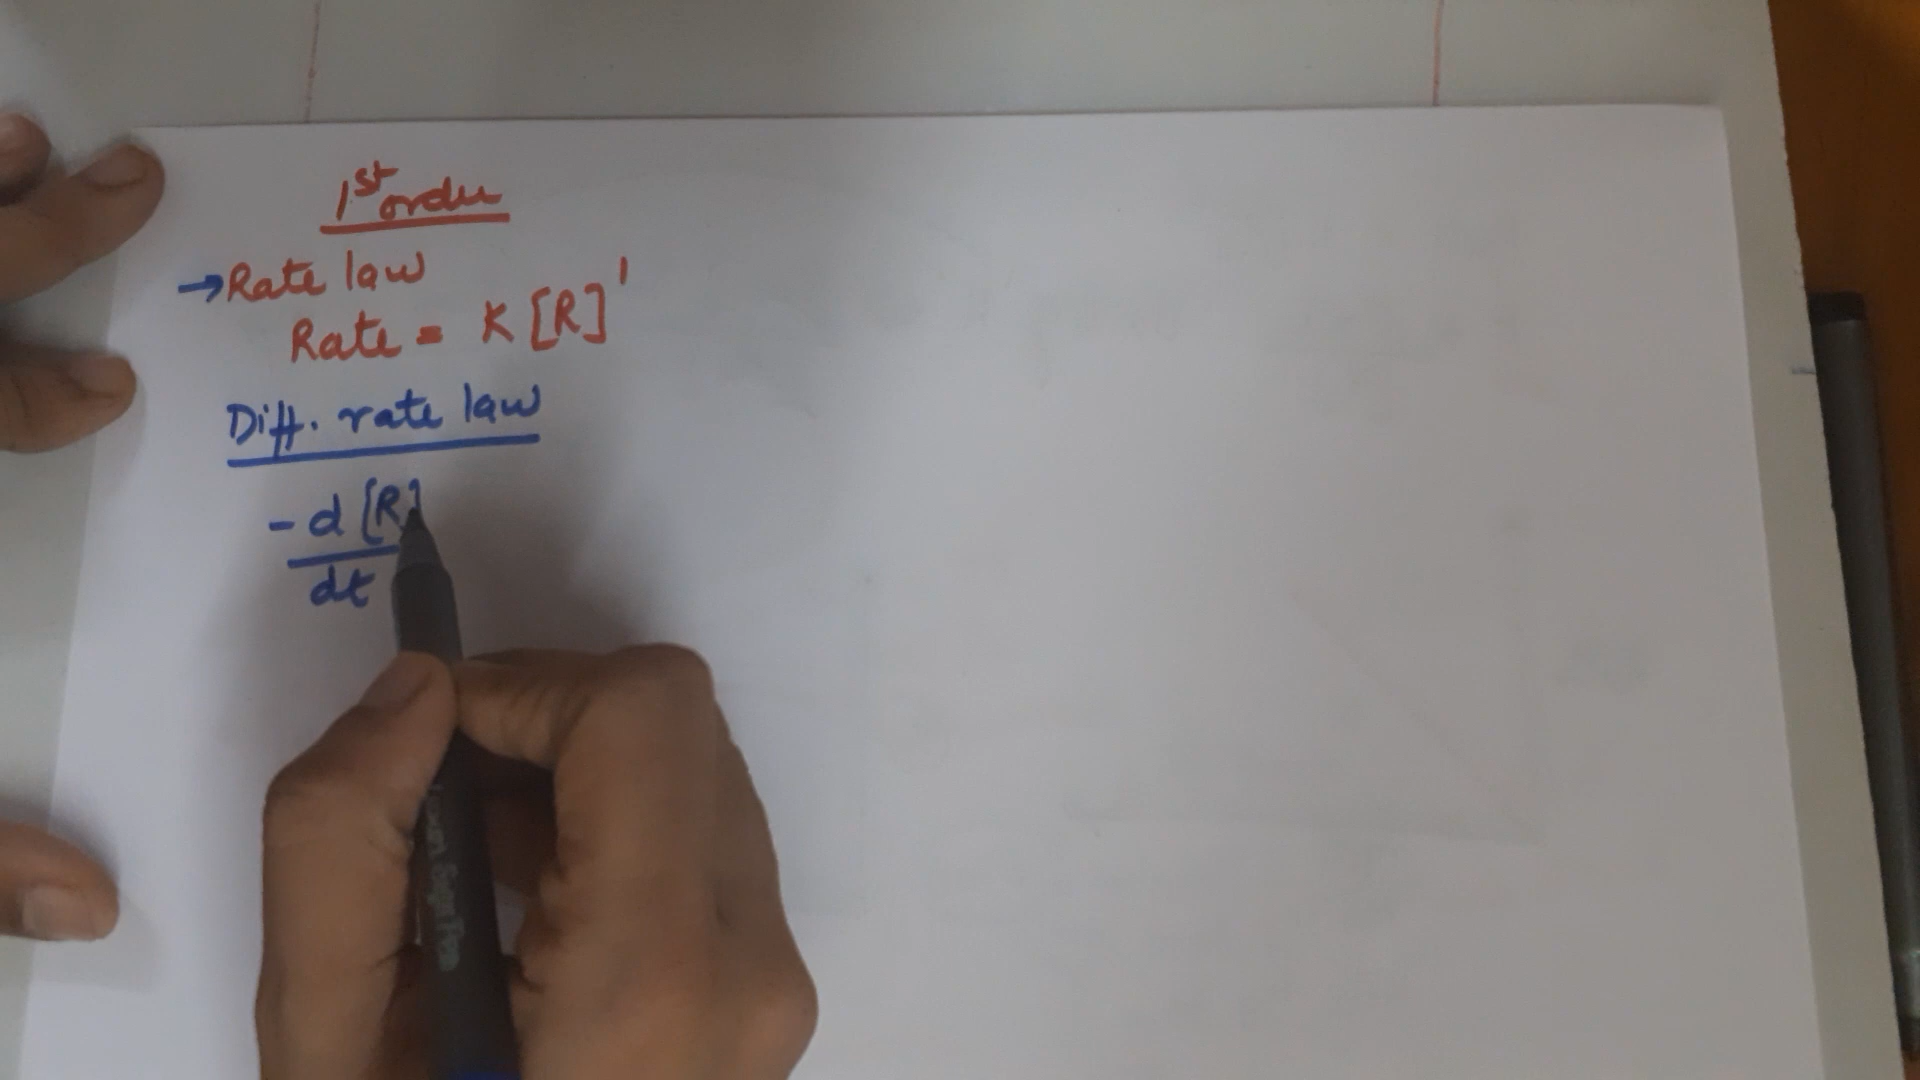 1st order
→Rate law
Rate = K [R]1
Diff. rate law
- d [R]
dt